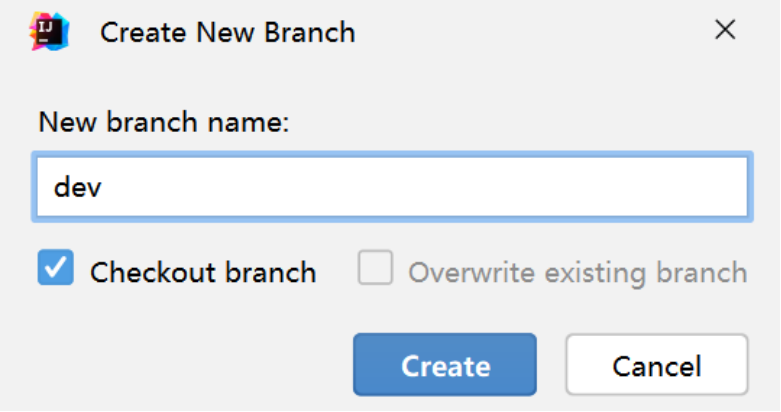 IJ
Create New Branch
New branch name:
dev
Checkout branch Overwrite existing branch
Create Cancel